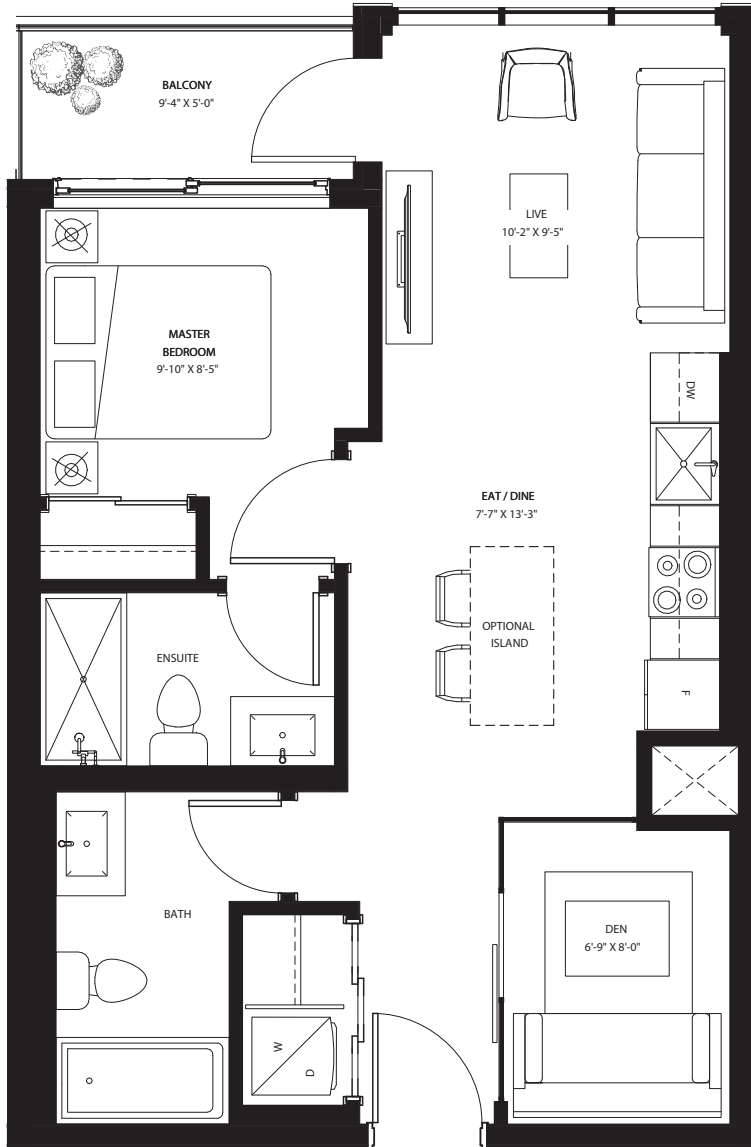 BALCONY
9'-4" X 5'-0"
LIVE
10'-2" X 9'-5"
MASTER
BEDROOM
9'-10" X 8'-5"
DW
EAT / DINE
7'-7" X 13'-3"
OPTIONAL
ISLAND
ENSUITE
F
BATH
DEN
6'-9" X 8'-0"
W
D